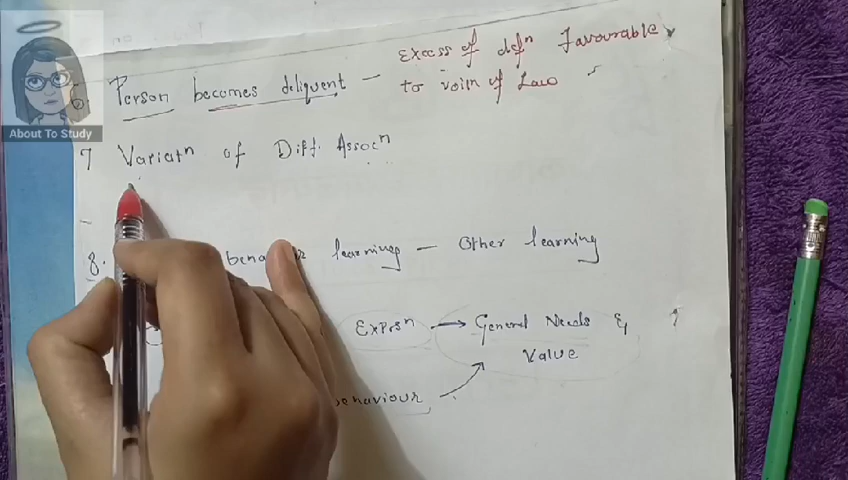 About To Study
6. Person becomes deliquent — Excess of defⁿ Favourable
to voiln of Law
7 Variatⁿ of Diff. Assocⁿ
8. learning — Other learning
Exprsⁿ → General Needs &
Value
behaviour